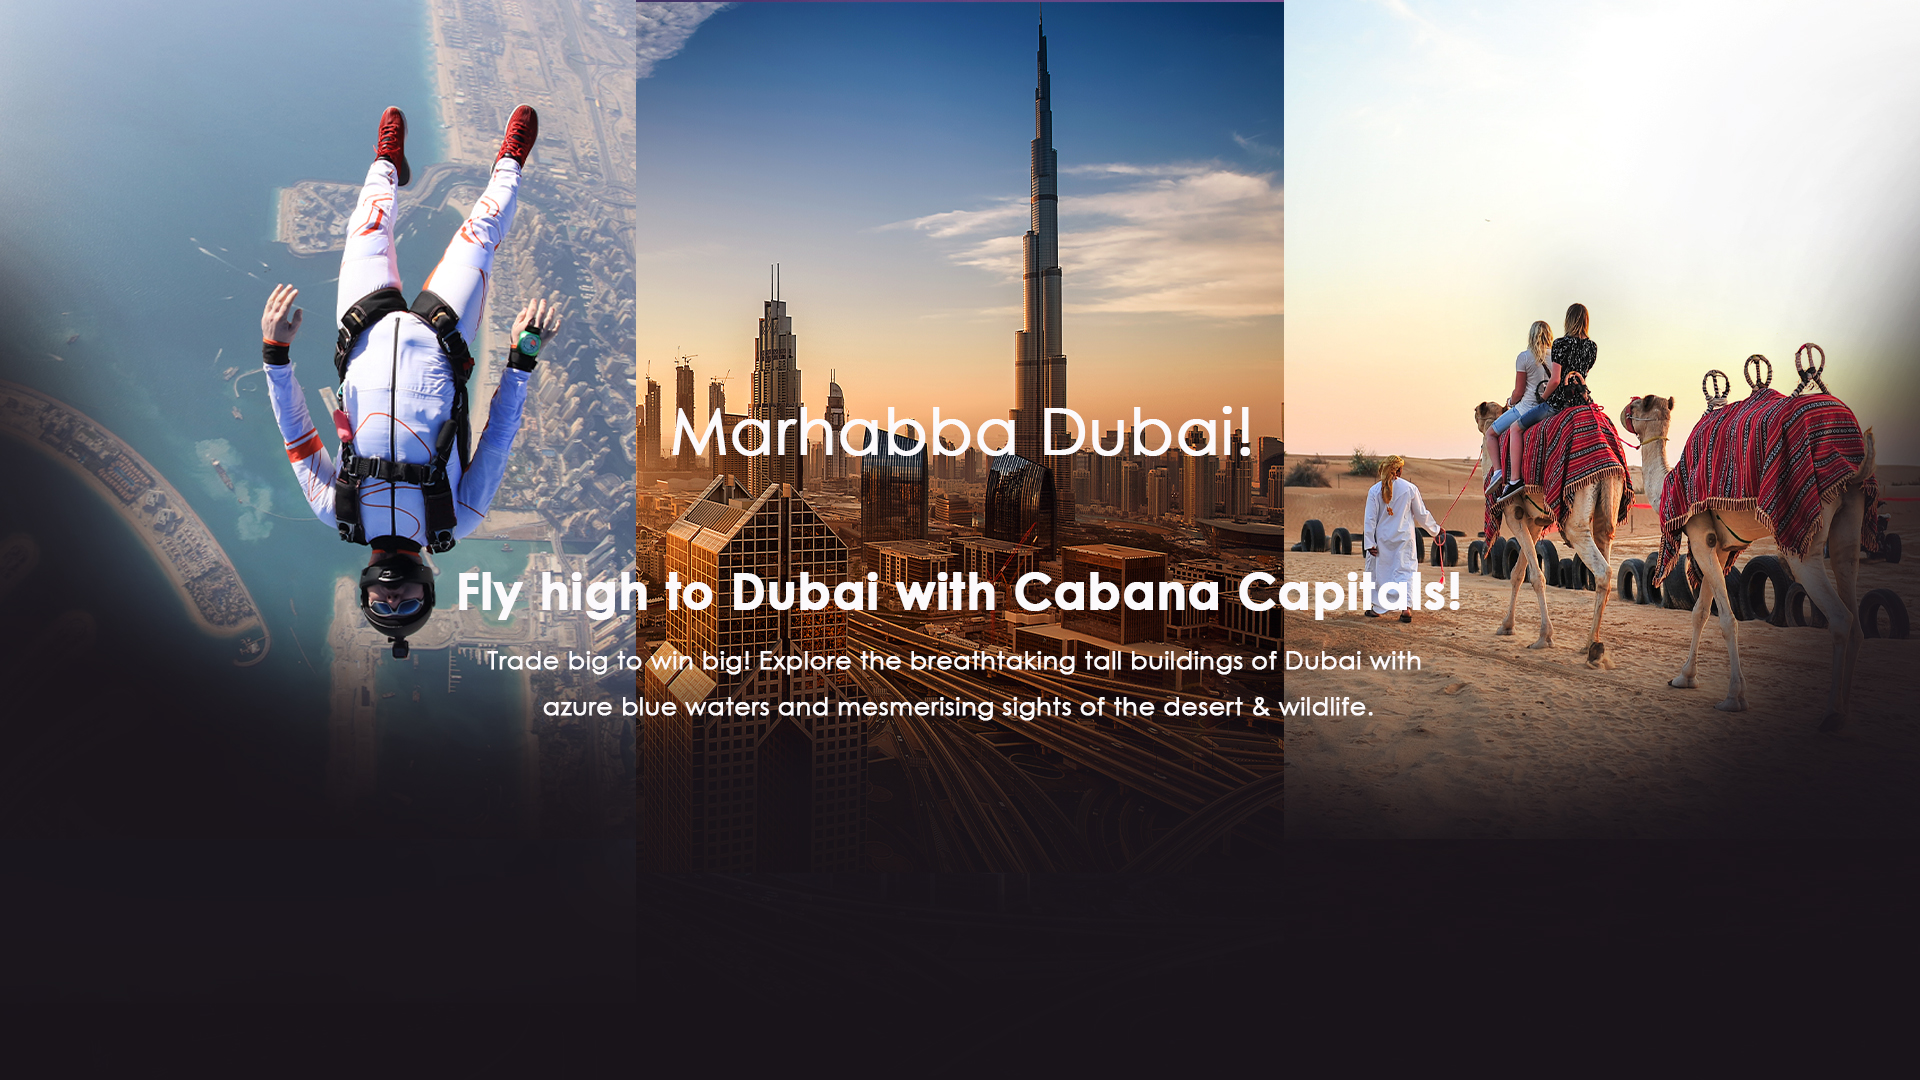 Marhabba Dubai!
Fly high to Dubai with Cabana Capitals!
Trade big to win big! Explore the breathtaking tall buildings of Dubai with
azure blue waters and mesmerising sights of the desert & wildlife.